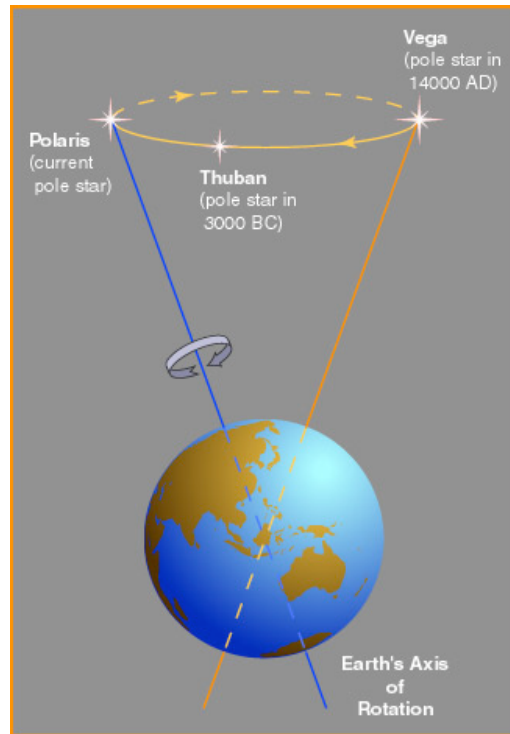 Vega
(pole star in
14000 AD)
Polaris
(current
pole star)
Thuban
(pole star in
3000 BC)
Earth's Axis
of
Rotation